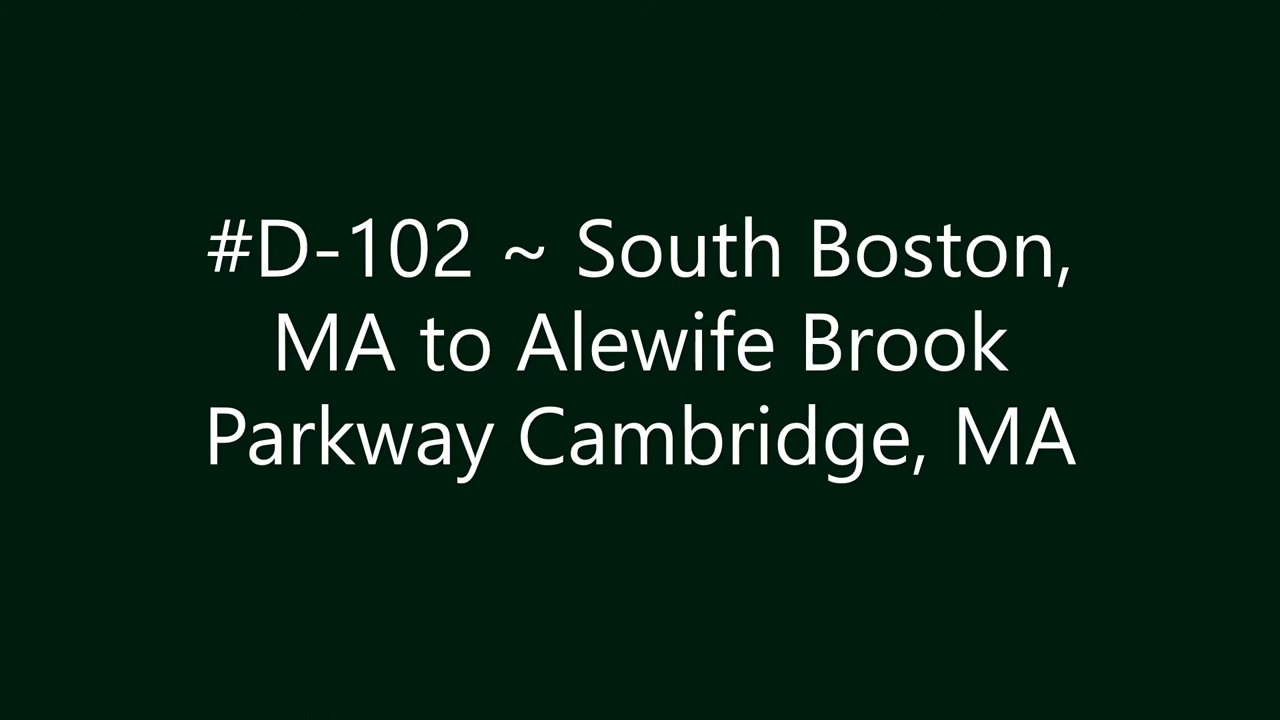 #D-102 ~ South Boston,
MA to Alewife Brook
Parkway Cambridge, MA